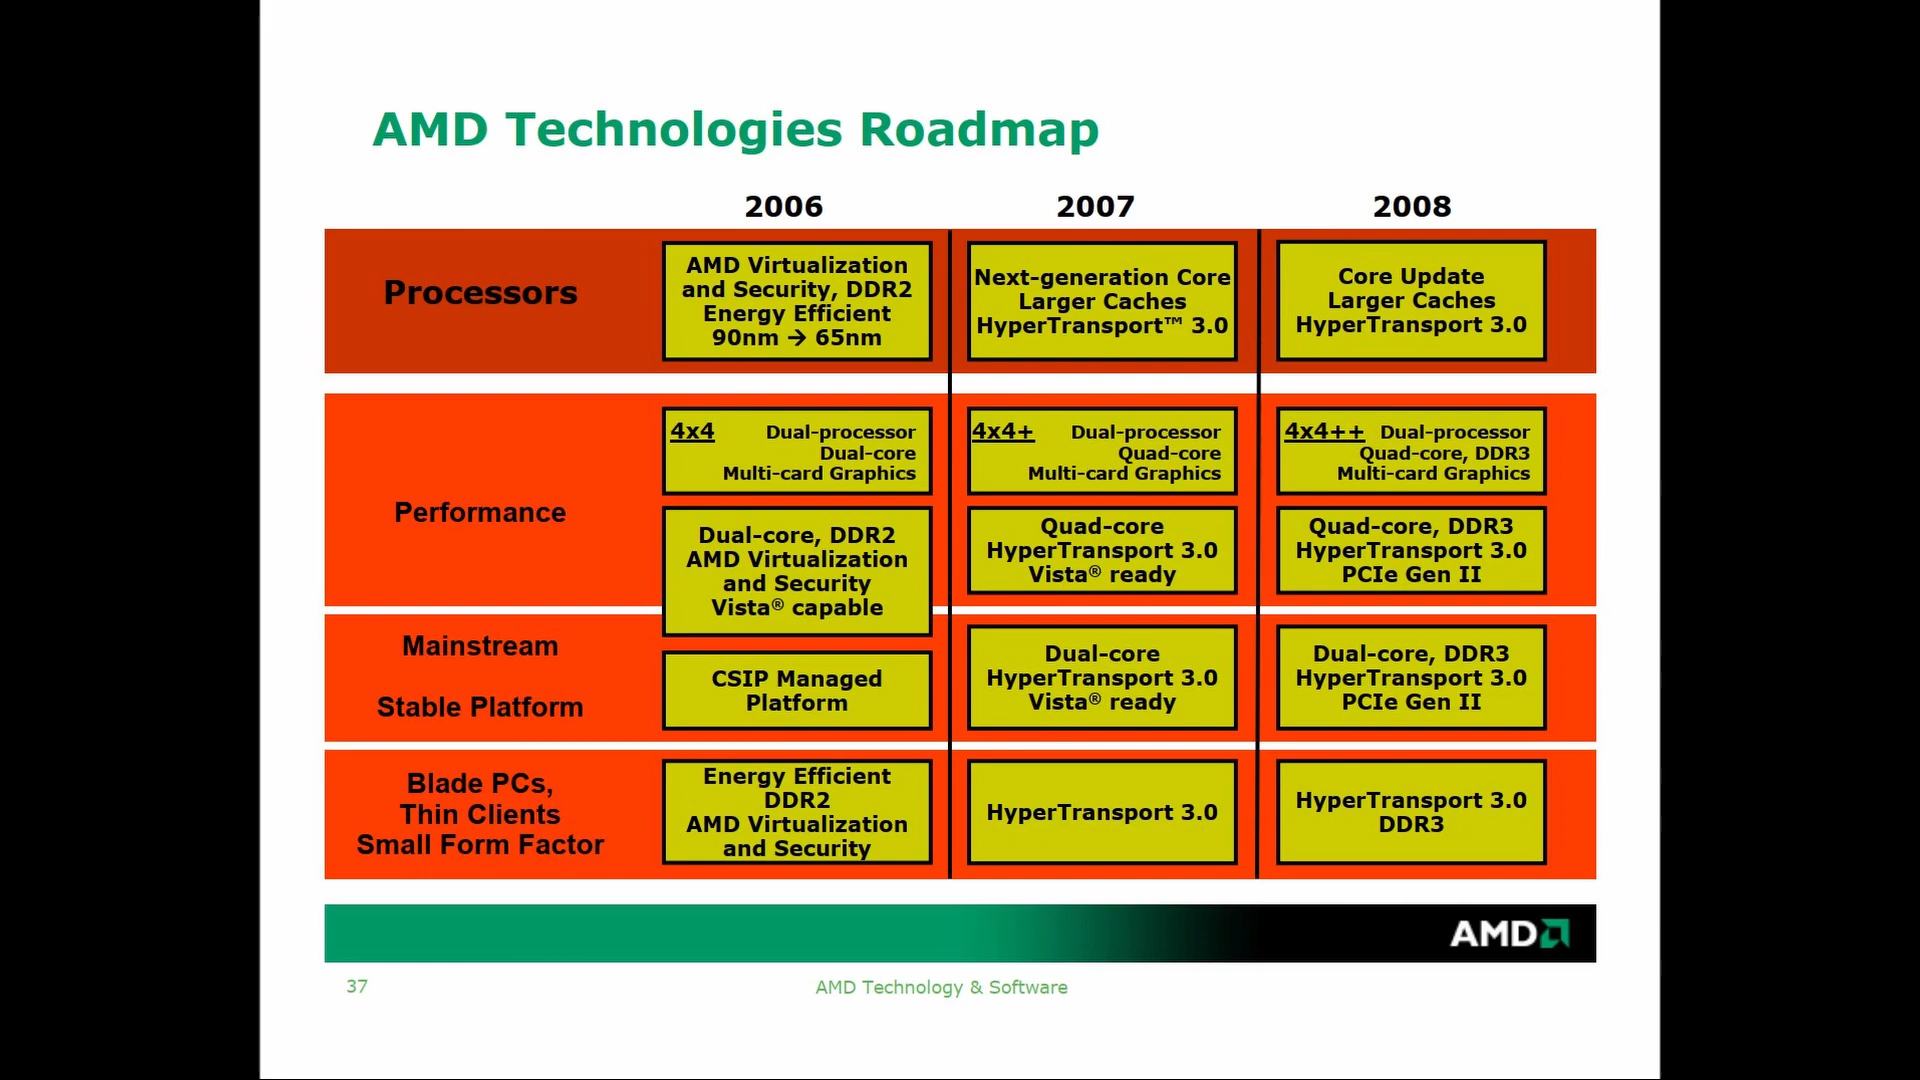 AMD Technologies Roadmap
2006
2007
2008
Processors
AMD Virtualization
and Security, DDR2
Energy Efficient
90nm → 65nm
Next-generation Core
Larger Caches
HyperTransport™ 3.0
Core Update
Larger Caches
HyperTransport 3.0
Performance
4x4 Dual-processor
Dual-core
Multi-card Graphics
4x4+ Dual-processor
Quad-core
Multi-card Graphics
4x4++ Dual-processor
Quad-core, DDR3
Multi-card Graphics
Dual-core, DDR2
AMD Virtualization
and Security
Vista® capable
Quad-core
HyperTransport 3.0
Vista® ready
Quad-core, DDR3
HyperTransport 3.0
PCIe Gen II
Mainstream
Stable Platform
CSIP Managed
Platform
Dual-core
HyperTransport 3.0
Vista® ready
Dual-core, DDR3
HyperTransport 3.0
PCIe Gen II
Blade PCs,
Thin Clients
Small Form Factor
Energy Efficient
DDR2
AMD Virtualization
and Security
HyperTransport 3.0
HyperTransport 3.0
DDR3
AMD
37
AMD Technology & Software